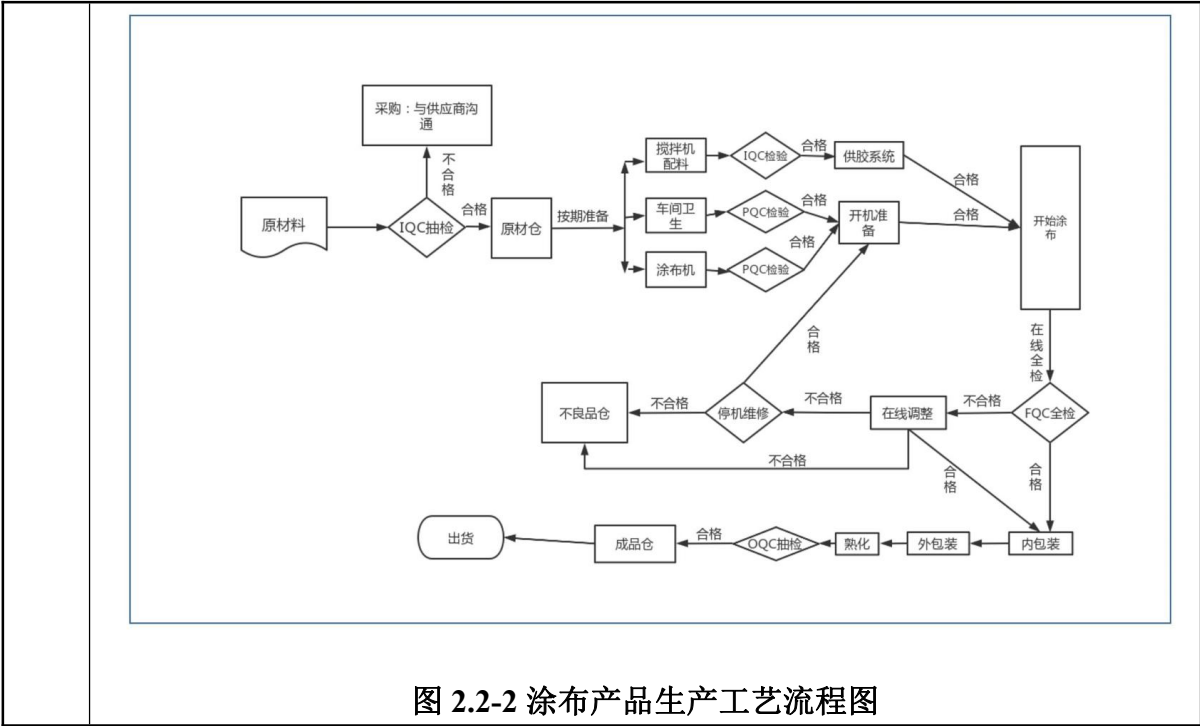 采购：与供应商沟
通
不
合
格
原材料
IQC抽检
合格
原材仓
按期准备
搅拌机
配料
IQC检验
合格
供胶系统
合格
车间卫
生
PQC检验
合格
开机准
备
合格
开始涂
布
涂布机
PQC检验
合格
合
格
在
线
全
检
不良品仓
不合格
停机维修
不合格
在线调整
不合格
FQC全检
不合格
合
格
合
格
出货
成品仓
合格
OQC抽检
熟化
外包装
内包装
图 2.2-2 涂布产品生产工艺流程图